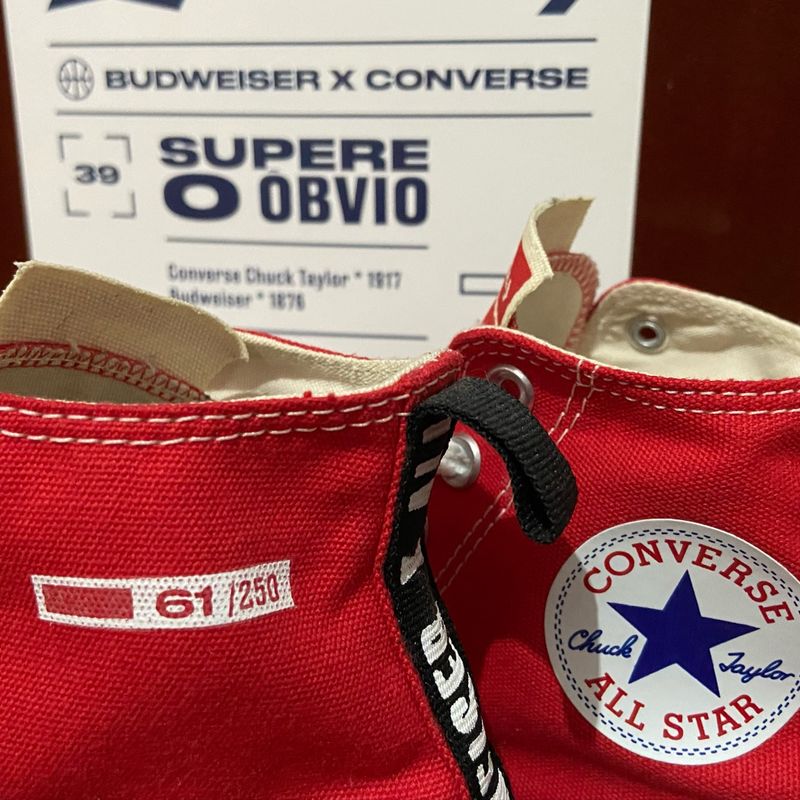 BUDWEISER X CONVERSE
39
SUPERE
O ÓBVIO
Converse Chuck Taylor * 1917
Budweiser * 1876
61/250
CONVERSE
Chuck Taylor
ALL STAR